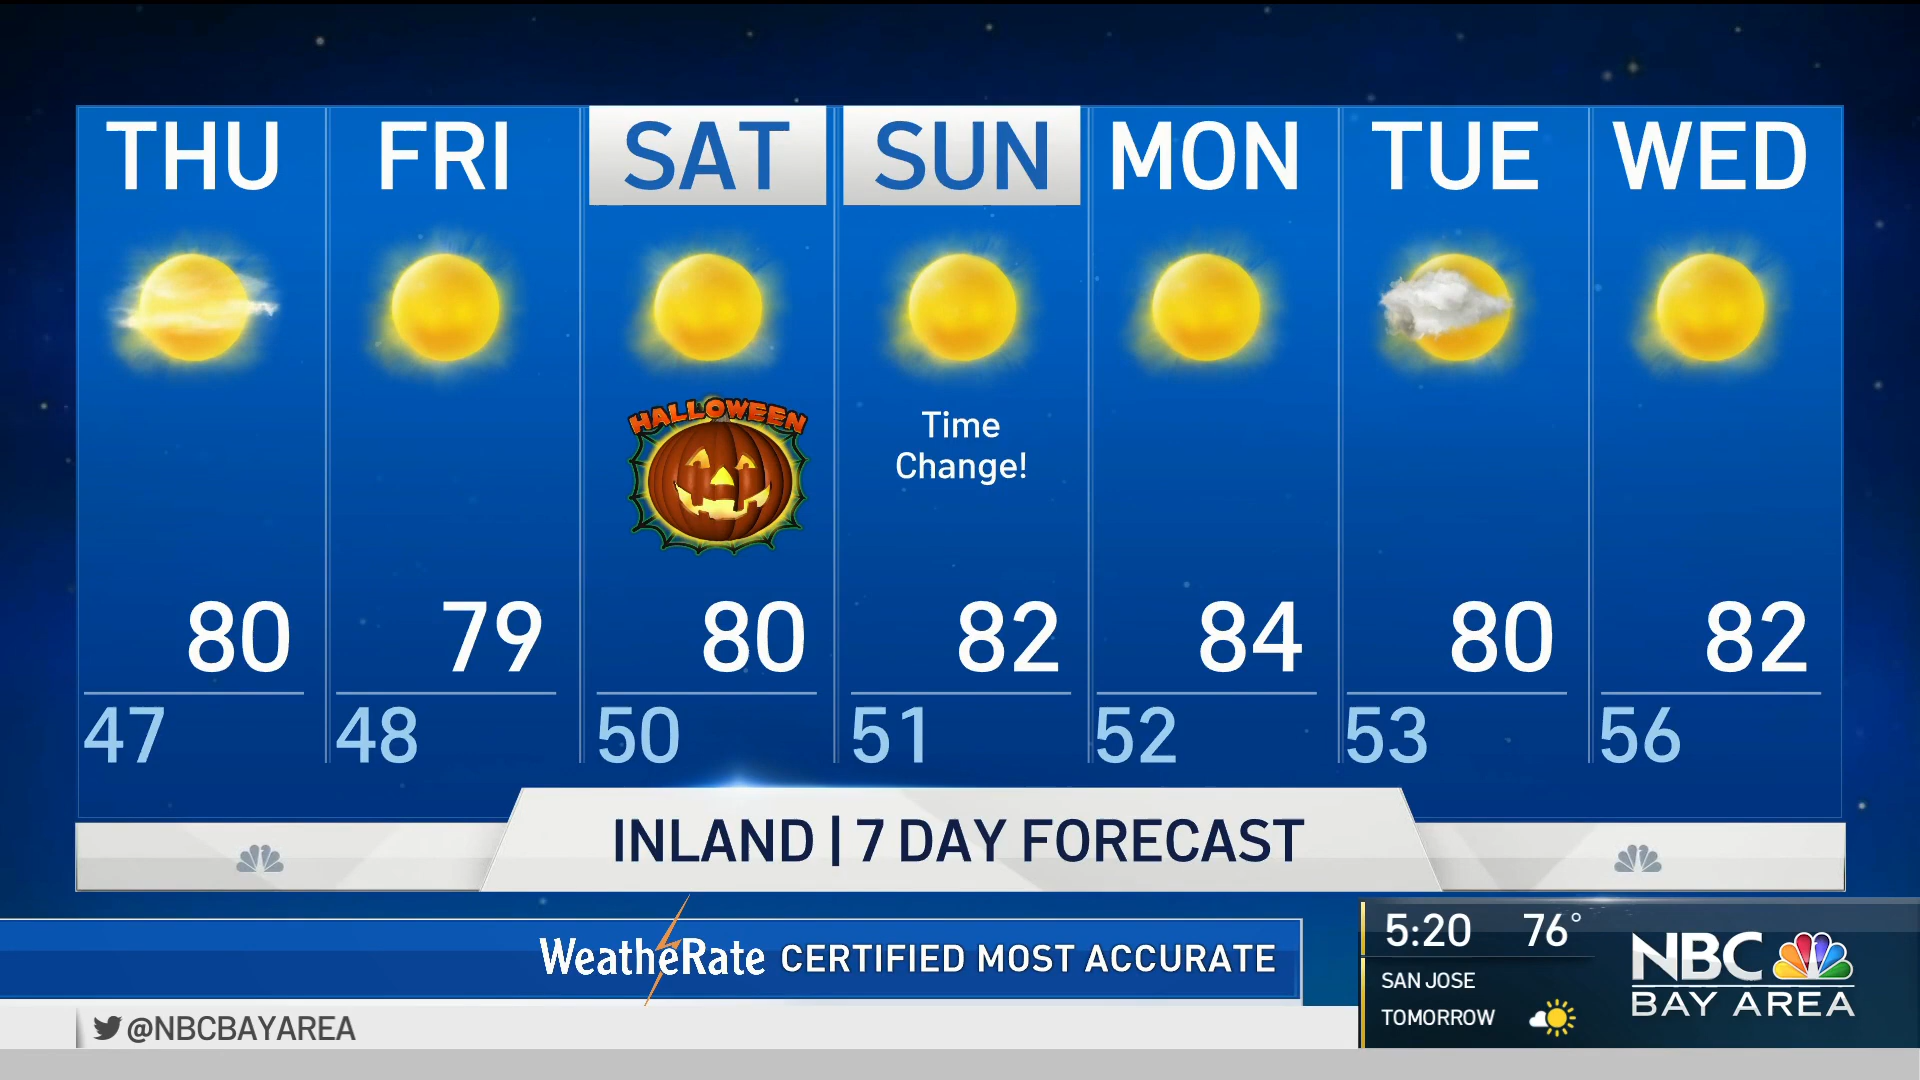 THU FRI SAT SUN MON TUE WED
HALLOWEEN
Time
Change!
80 79 80 82 84 80 82
47 48 50 51 52 53 56
INLAND | 7 DAY FORECAST
WeatheRate CERTIFIED MOST ACCURATE
@NBCBAYAREA
5:20 76°
SAN JOSE
TOMORROW
NBC
BAY AREA